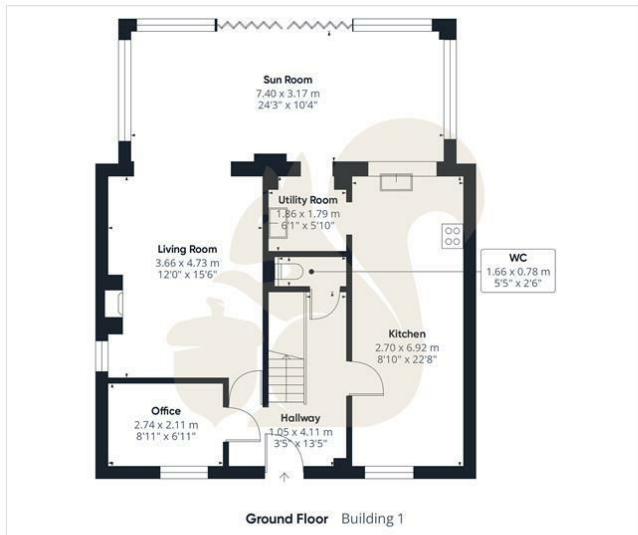 Sun Room
7.40 x 3.17 m
24'3" x 10'4"
Utility Room
1.86 x 1.79 m
6'1" x 5'10"
WC
1.66 x 0.78 m
5'5" x 2'6"
Living Room
3.66 x 4.73 m
12'0" x 15'6"
Kitchen
2.70 x 6.92 m
8'10" x 22'8"
Office
2.74 x 2.11 m
8'11" x 6'11"
Hallway
1.05 x 4.11 m
3'5" x 13'5"
Ground Floor Building 1